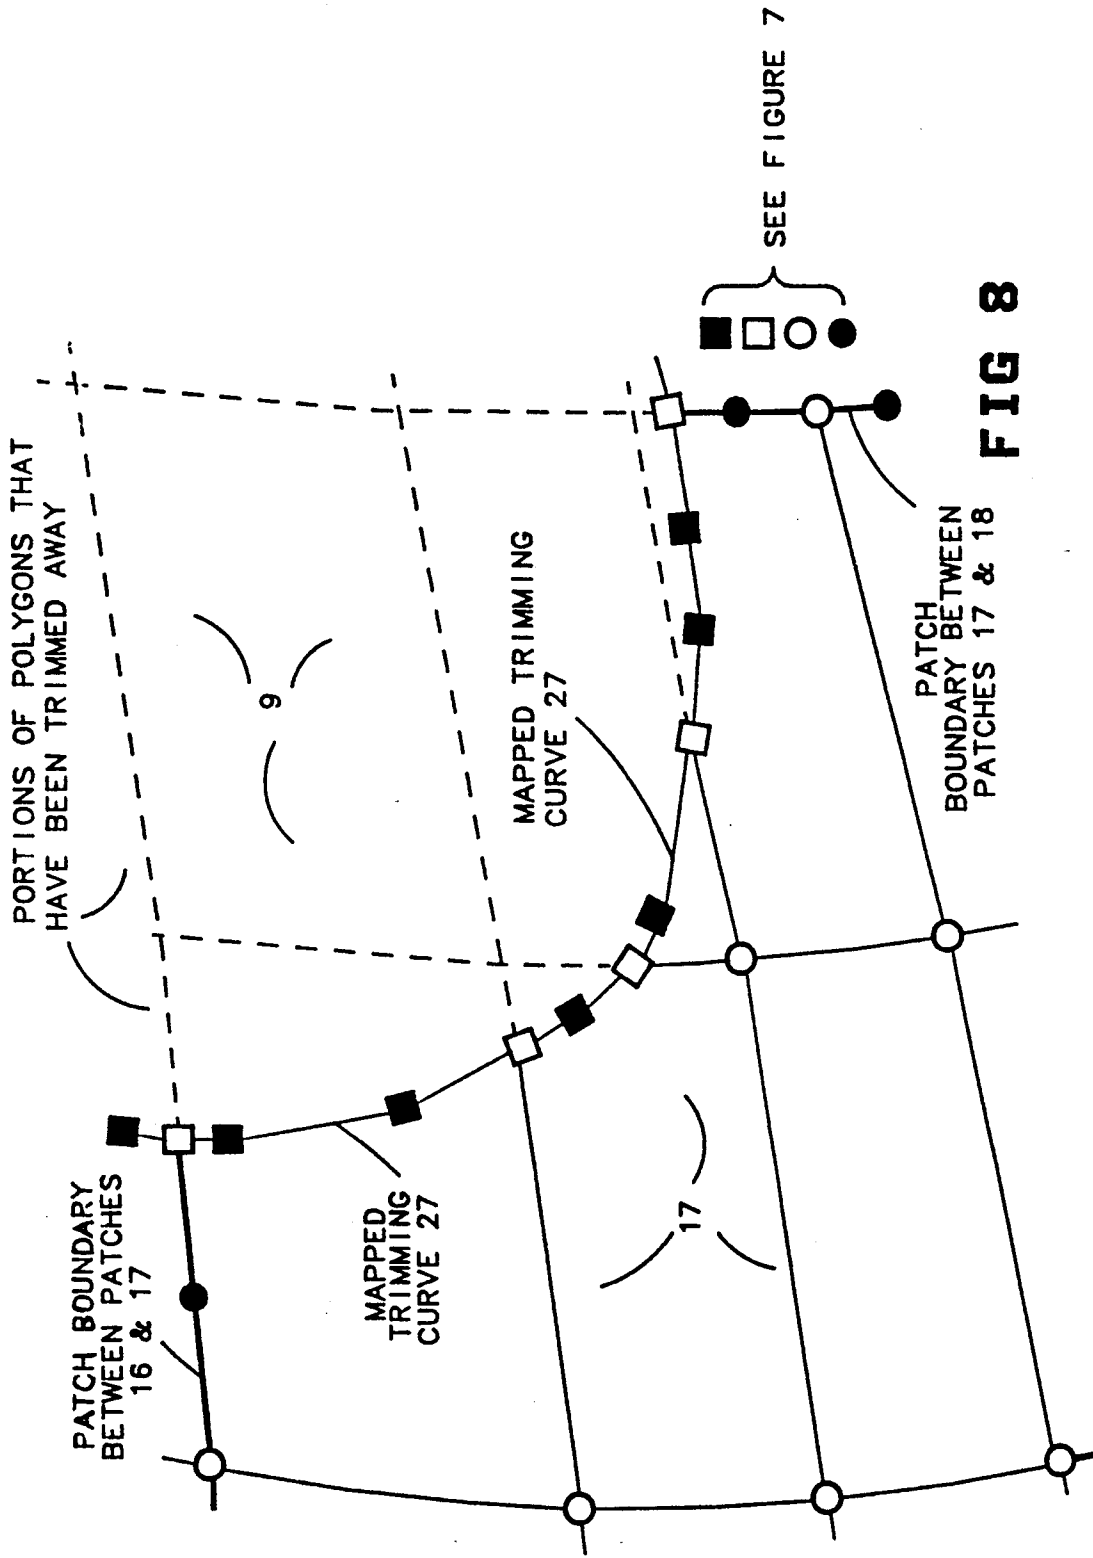 PORTIONS OF POLYGONS THAT
HAVE BEEN TRIMMED AWAY
PATCH BOUNDARY
BETWEEN PATCHES
16 & 17
9
MAPPED
TRIMMING
CURVE 27
MAPPED TRIMMING
CURVE 27
17
SEE FIGURE 7
PATCH
BOUNDARY BETWEEN
PATCHES 17 & 18
FIG 8